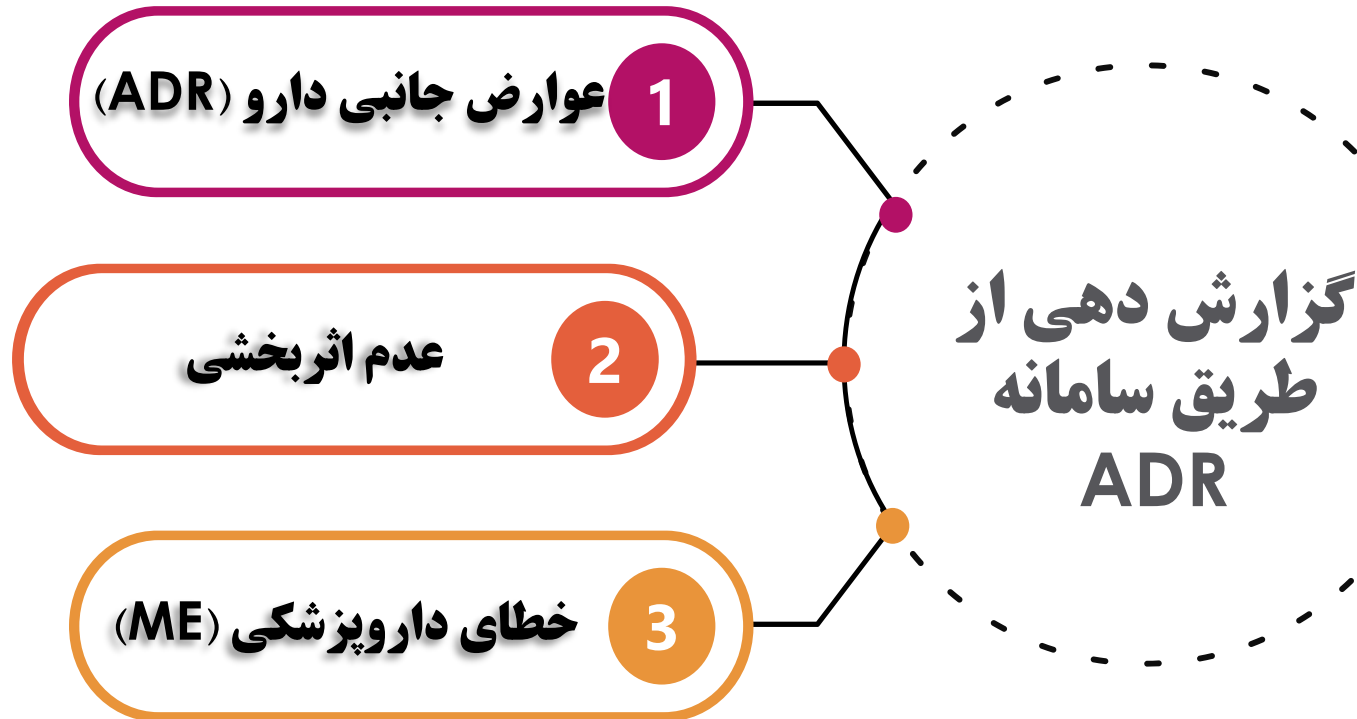 گزارش دهی از
طریق سامانه
ADR
1
عوارض جانبی دارو (ADR)
2
عدم اثربخشی
3
خطای داروپزشکی (ME)